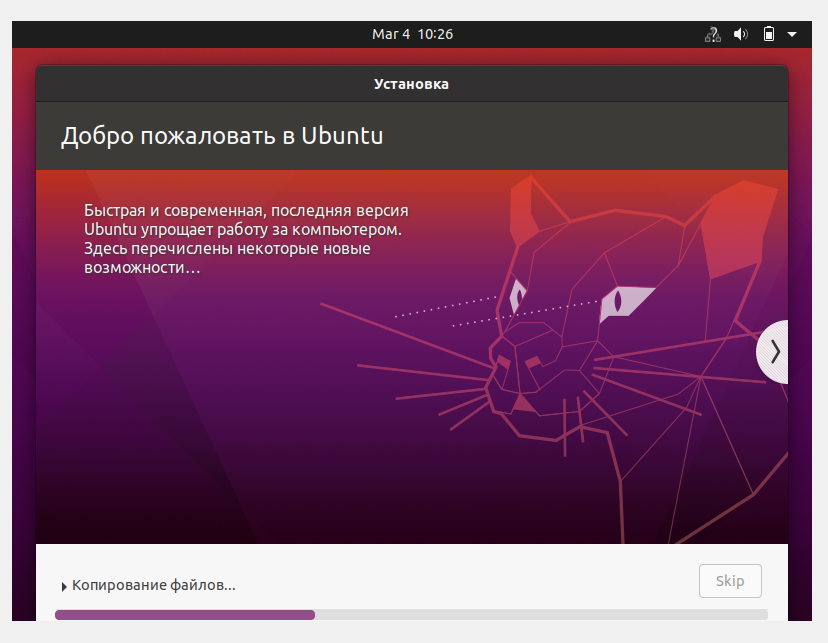 Mar 4 10:26
Установка
Добро пожаловать в Ubuntu
Быстрая и современная, последняя версия
Ubuntu упрощает работу за компьютером.
Здесь перечислены некоторые новые
возможности…
Копирование файлов…
Skip